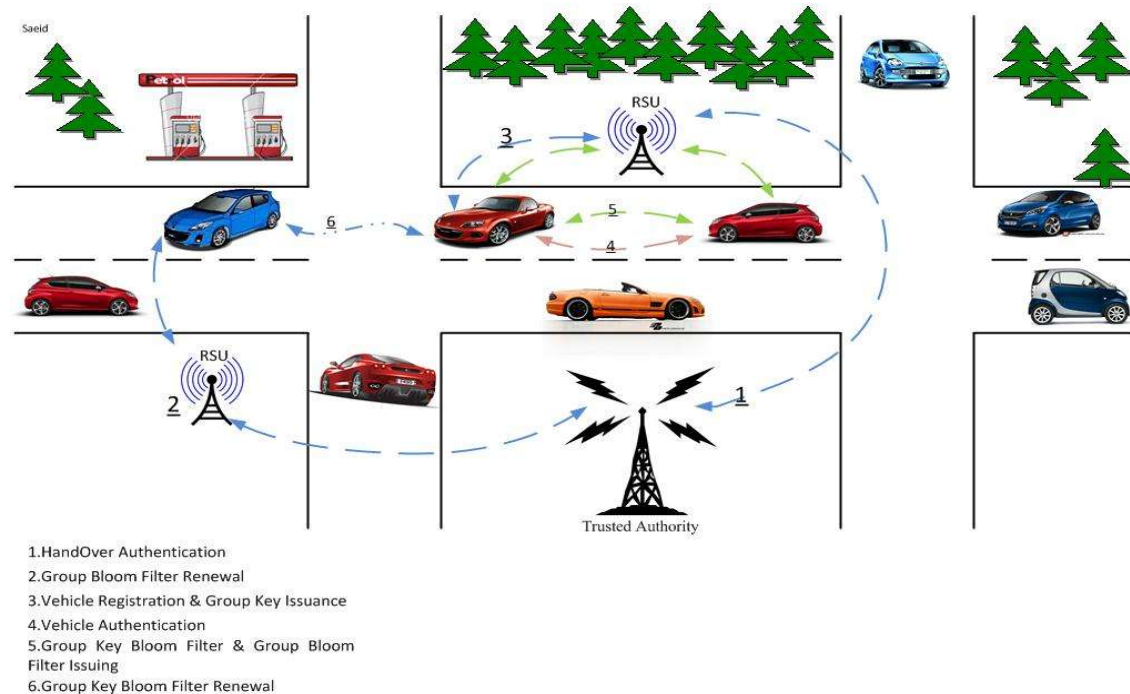 Saeid
Petrol
RSU
3
6
5
4
RSU
2
1
Trusted Authority
1.HandOver Authentication
2.Group Bloom Filter Renewal
3.Vehicle Registration & Group Key Issuance
4.Vehicle Authentication
5.Group Key Bloom Filter & Group Bloom
Filter Issuing
6.Group Key Bloom Filter Renewal